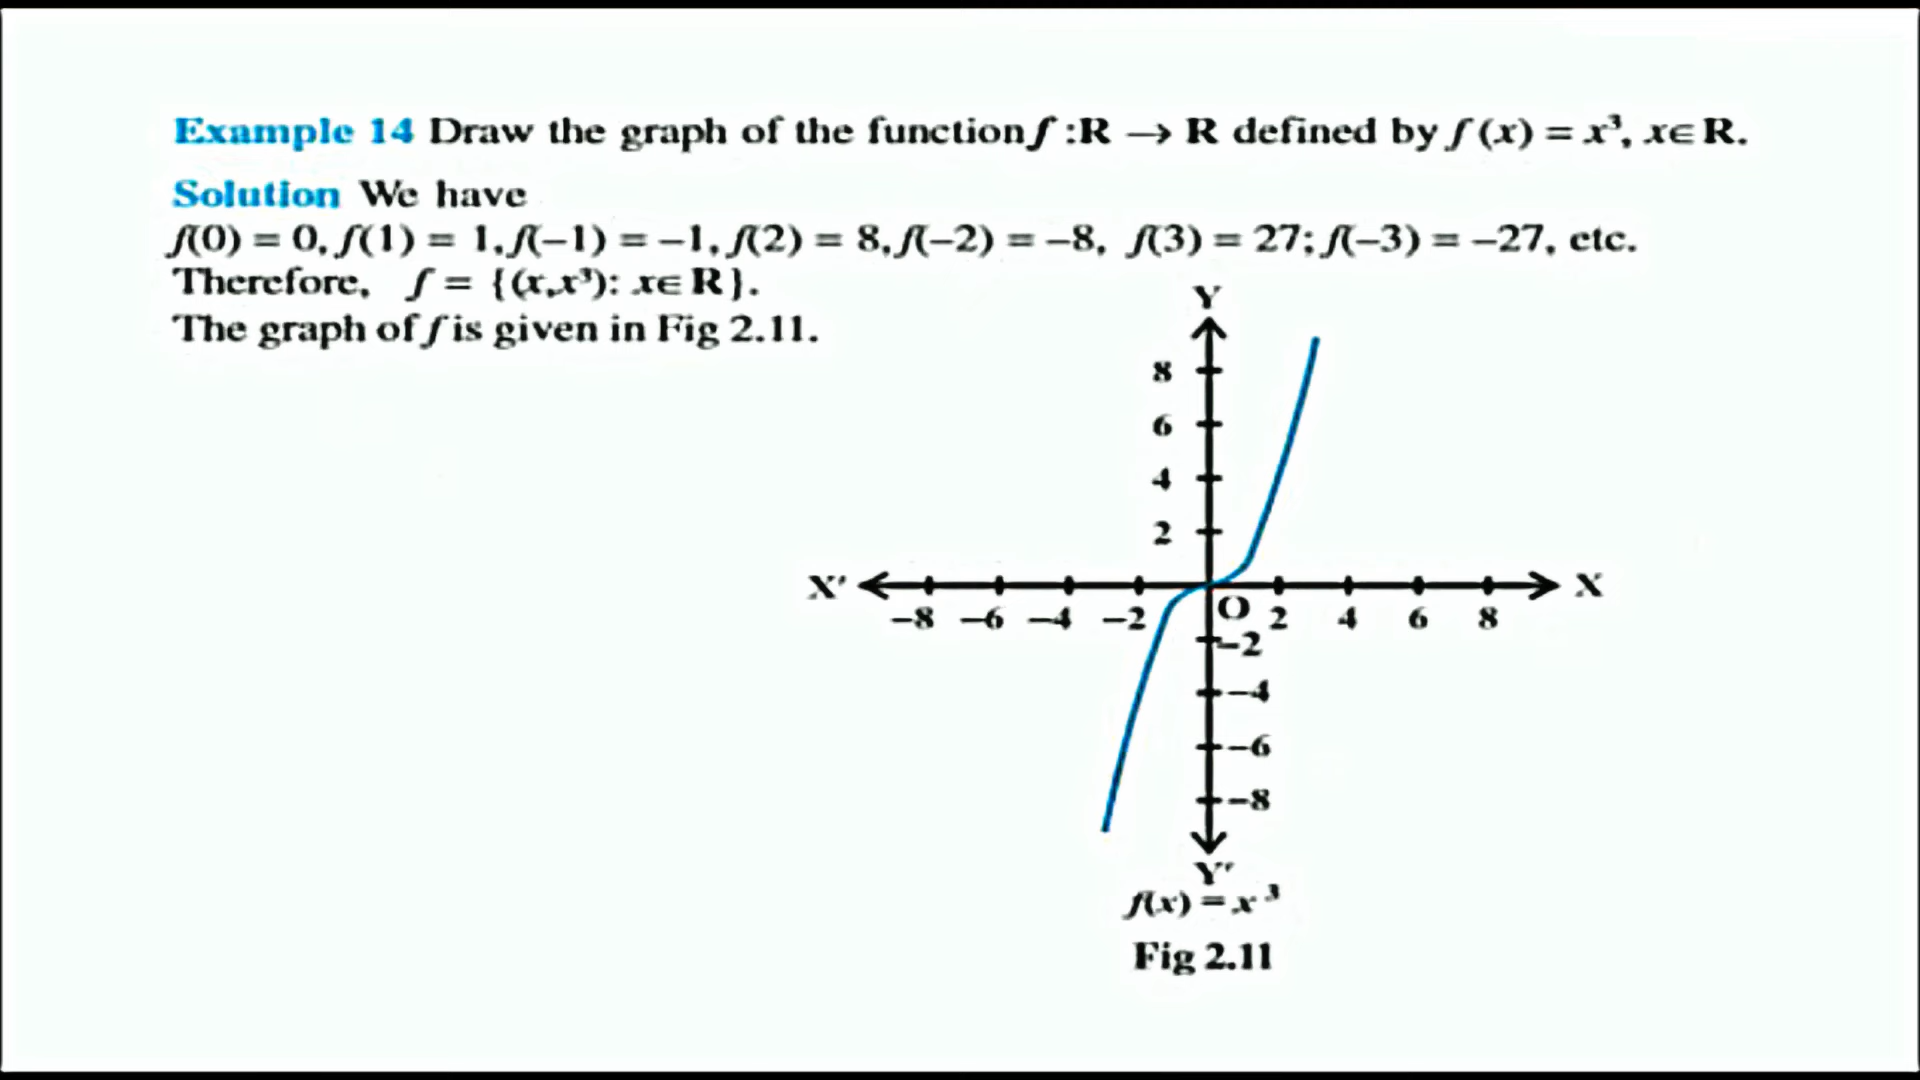 Example 14 Draw the graph of the function f :R → R defined by f (x) = x³, x∈ R.
Solution We have
f(0) = 0, f(1) = 1, f(–1) = –1, f(2) = 8, f(–2) = –8, f(3) = 27; f(–3) = –27, etc.
Therefore, f = {(x,x³): x∈ R}.
The graph of f is given in Fig 2.11.
Y
8
6
4
2
X′ X
–8 –6 –4 –2 O 2 4 6 8
–2
–4
–6
–8
Y′
f(x) = x³
Fig 2.11